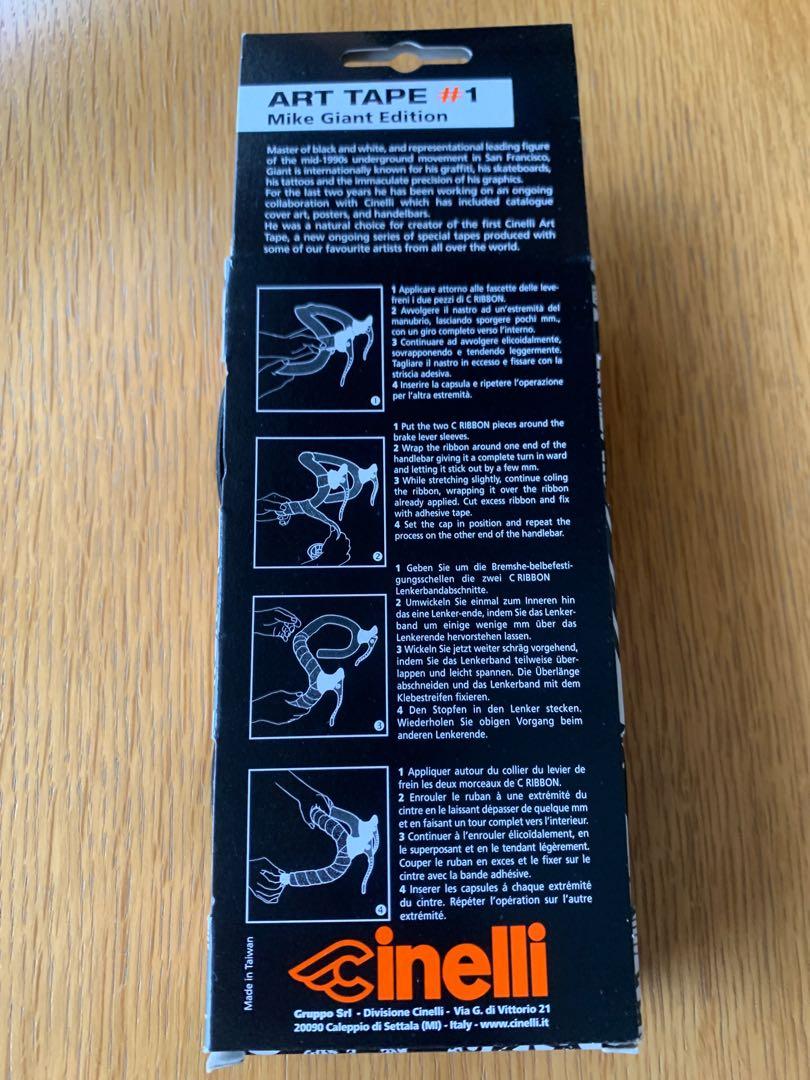 ART TAPE #1
Mike Giant Edition
Master of black and white, and representational leading figure
of the mid-1990s underground movement in San Francisco,
Giant is internationally known for his graffiti, his skateboards,
his tattoos and the immaculate precision of his graphics.
For the last two years he has been working on an ongoing
collaboration with Cinelli which has included catalogue
cover art, posters, and handelbars.
He was a natural choice for creator of the first Cinelli Art
Tape, a new ongoing series of special tapes produced with
some of our favourite artists from all over the world.
1 Applicare attorno alle fascette delle leve-
freni i due pezzi di C RIBBON.
2 Avvolgere il nastro ad un'estremità del
manubrio, lasciando sporgere pochi mm.,
con un giro completo verso l'interno.
3 Continuare ad avvolgere elicoidalmente,
sovrapponendo e tendendo leggermente.
Tagliare il nastro in eccesso e fissare con la
striscia adesiva.
4 Inserire la capsula e ripetere l'operazione
per l'altra estremità.
1
1 Put the two C RIBBON pieces around the
brake lever sleeves.
2 Wrap the ribbon around one end of the
handlebar giving it a complete turn in ward
and letting it stick out by a few mm.
3 While stretching slightly, continue coling
the ribbon, wrapping it over the ribbon
already applied. Cut excess ribbon and fix
with adhesive tape.
4 Set the cap in position and repeat the
process on the other end of the handlebar.
2
1 Geben Sie um die Bremshe-belbefesti-
gungsschellen die zwei C RIBBON
Lenkerbandabschnitte.
2 Umwickeln Sie einmal zum Inneren hin
das eine Lenker-ende, indem Sie das Lenker-
band um einige wenige mm über das
Lenkerende hervorstehen lassen.
3 Wickeln Sie jetzt weiter schräg vorgehend,
indem Sie das Lenkerband teilweise über-
lappen und leicht spannen. Die Überlänge
abschneiden und das Lenkerband mit dem
Klebestreifen fixieren.
4 Den Stopfen in den Lenker stecken.
Wiederholen Sie obigen Vorgang beim
anderen Lenkerende.
3
1 Appliquer autour du collier du levier de
frein les deux morceaux de C RIBBON.
2 Enrouler le ruban à une extrémité du
cintre en le laissant dépasser de quelque mm
et en faisant un tour complet vers l'interieur.
3 Continuer à l'enrouler élicoïdalement, en
le superposant et en le tendant légèrement.
Couper le ruban en exces et le fixer sur le
cintre avec la bande adhésive.
4 Inserer les capsules á chaque extrémité
du cintre. Répéter l'opération sur l'autre
extrémité.
4
Made in Taiwan
Cinelli
Gruppo Srl - Divisione Cinelli - Via G. di Vittorio 21
20090 Caleppio di Settala (MI) - Italy - www.cinelli.it